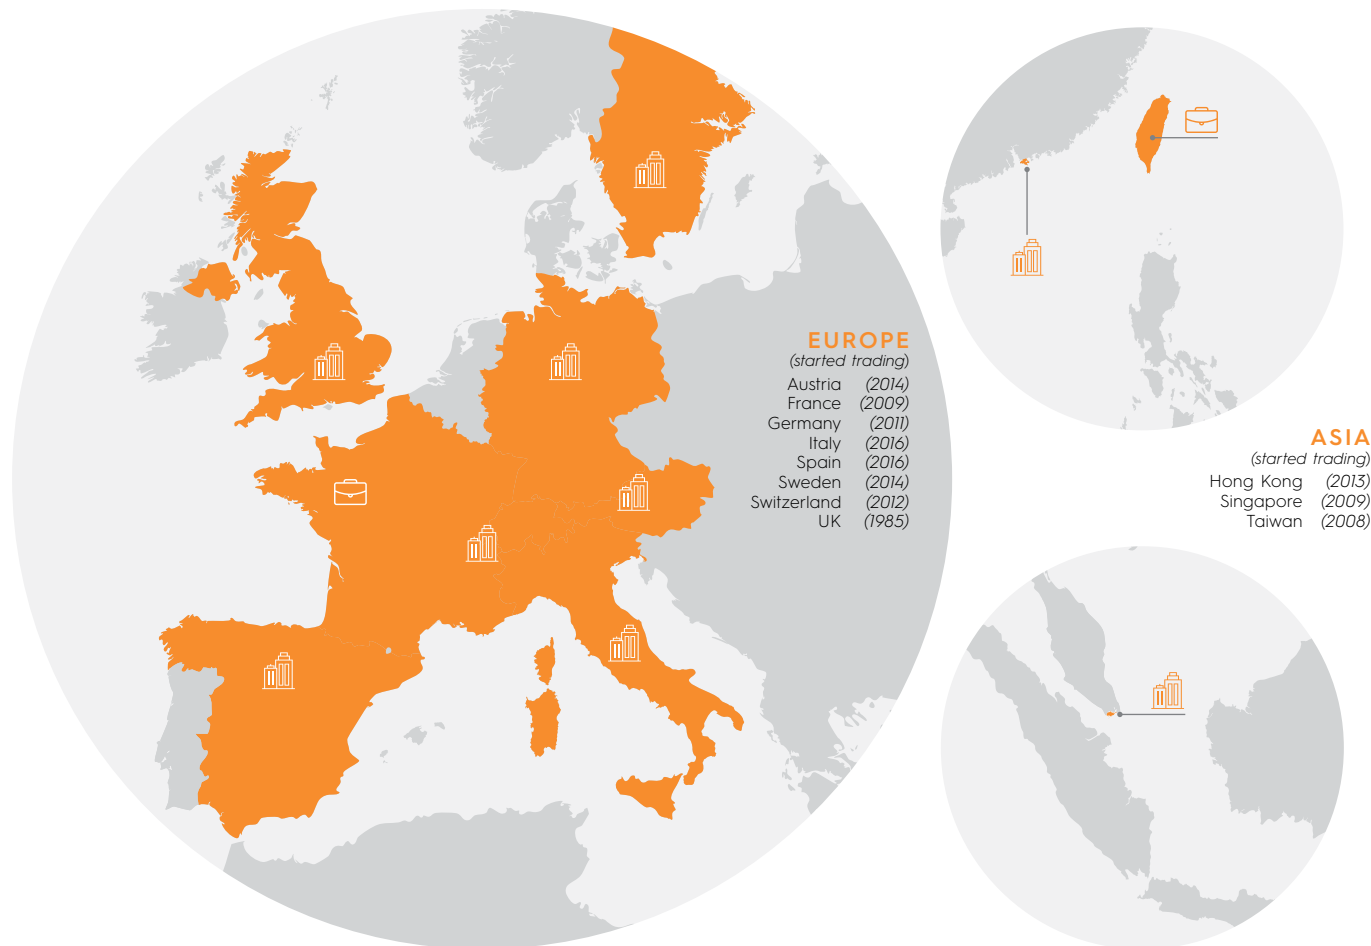 EUROPE
(started trading)
Austria (2014)
France (2009)
Germany (2011)
Italy (2016)
Spain (2016)
Sweden (2014)
Switzerland (2012)
UK (1985)
ASIA
(started trading)
Hong Kong (2013)
Singapore (2009)
Taiwan (2008)